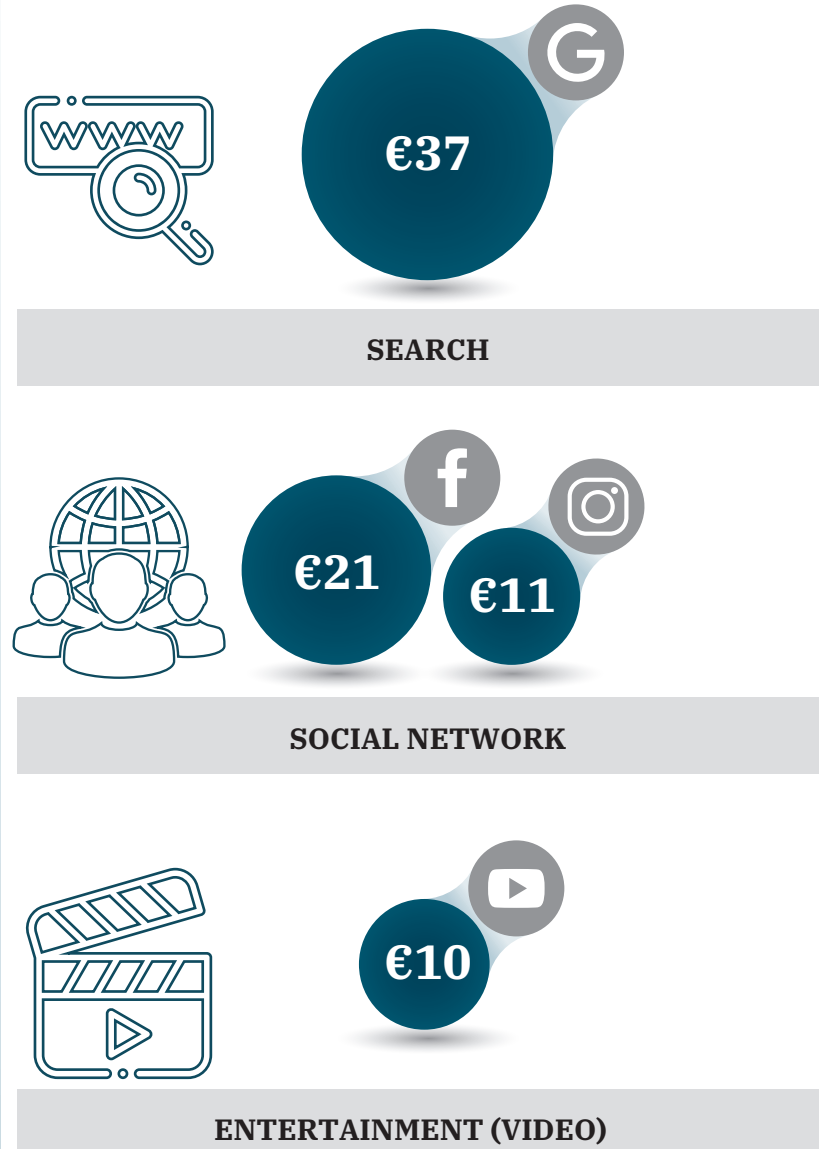 www
G
€37
SEARCH
f
€21
€11
SOCIAL NETWORK
€10
ENTERTAINMENT (VIDEO)